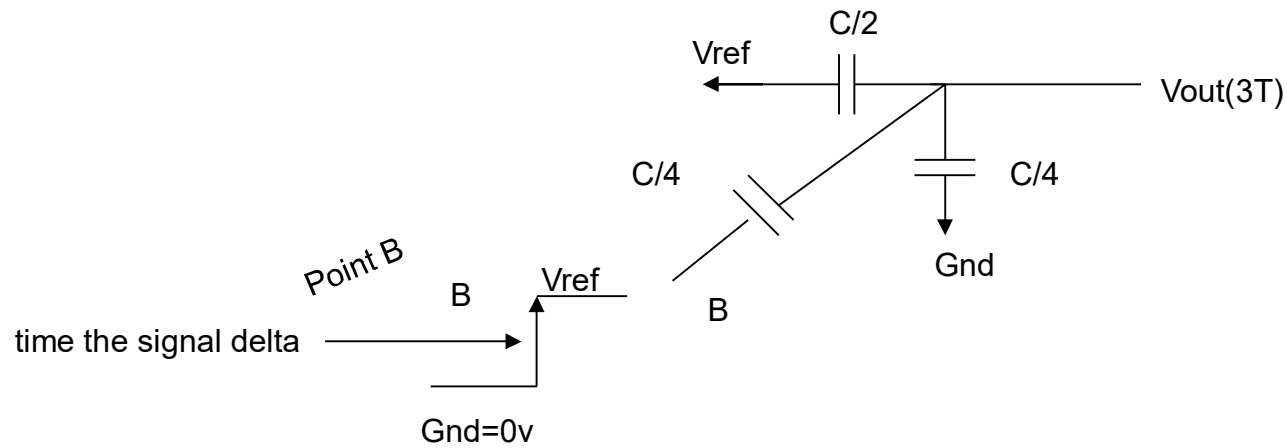 C/2
Vref
Vout(3T)
C/4
C/4
Gnd
Point B
B
Vref
B
time the signal delta
Gnd=0v